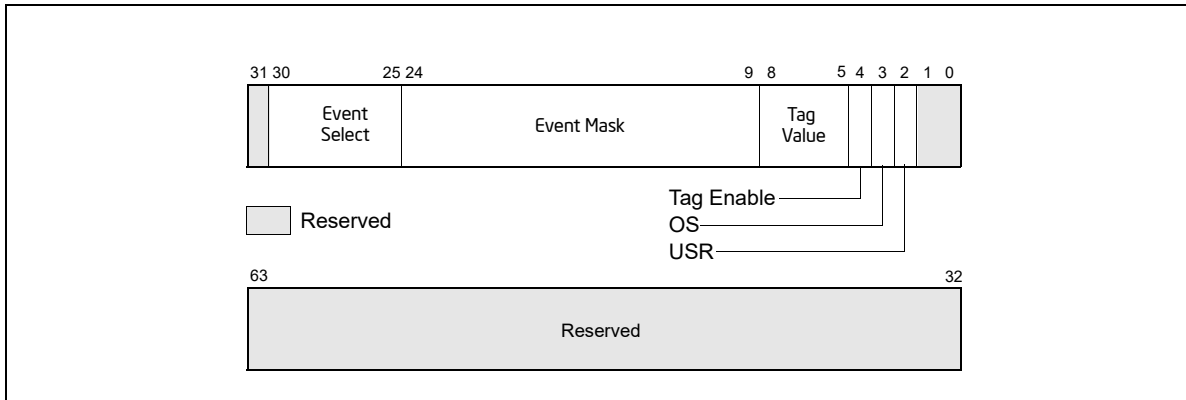 31 30 25 24 9 8 5 4 3 2 1 0
Event
Select
Event Mask
Tag
Value
Tag Enable
Reserved
OS
USR
63 32
Reserved